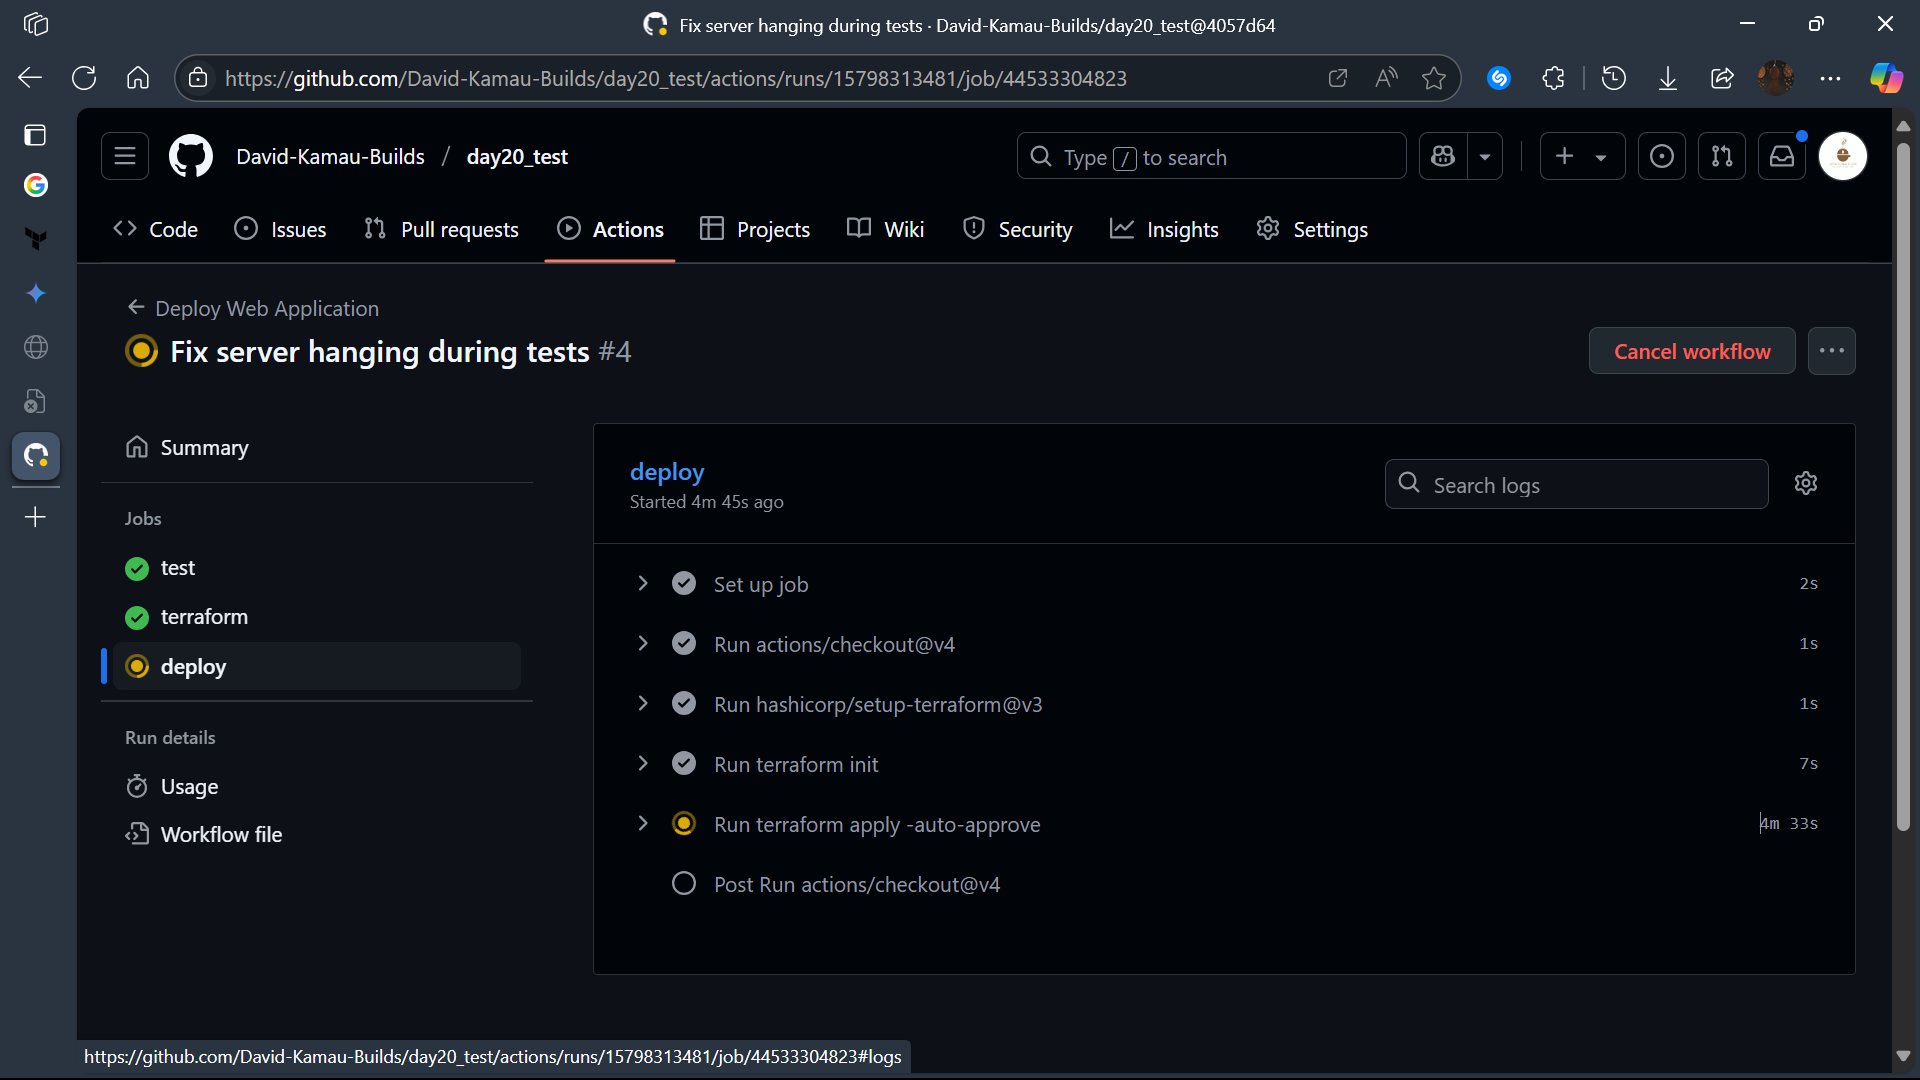 Fix server hanging during tests · David-Kamau-Builds/day20_test@4057d64
https://github.com/David-Kamau-Builds/day20_test/actions/runs/15798313481/job/44533304823
David-Kamau-Builds / day20_test
Type / to search
Code
Issues
Pull requests
Actions
Projects
Wiki
Security
Insights
Settings
Deploy Web Application
Fix server hanging during tests #4
Cancel workflow
Summary
Jobs
test
terraform
deploy
Run details
Usage
Workflow file
deploy
Started 4m 45s ago
Search logs
Set up job 2s
Run actions/checkout@v4 1s
Run hashicorp/setup-terraform@v3 1s
Run terraform init 7s
Run terraform apply -auto-approve 4m 33s
Post Run actions/checkout@v4
https://github.com/David-Kamau-Builds/day20_test/actions/runs/15798313481/job/44533304823#logs